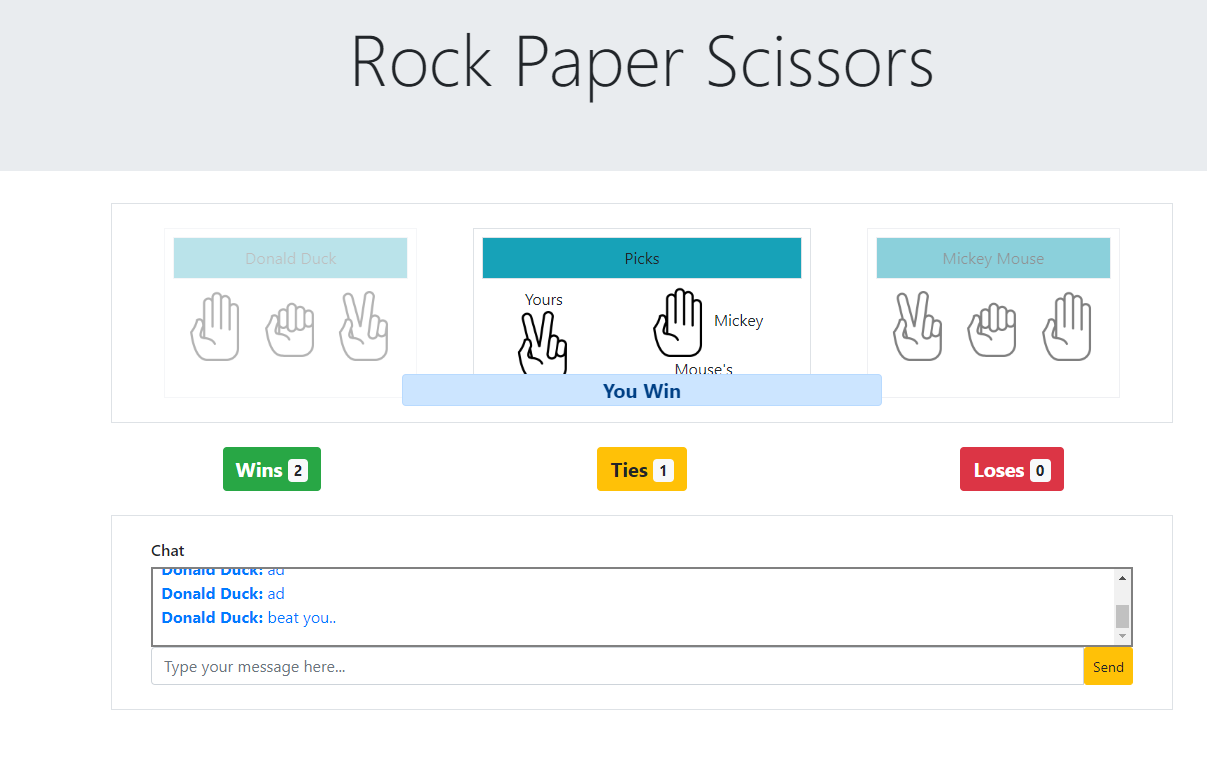 Rock Paper Scissors
Donald Duck
Picks
Mickey Mouse
Yours
Mickey
Mouse's
You Win
Wins 2
Ties 1
Loses 0
Chat
Donald Duck: ad
Donald Duck: ad
Donald Duck: beat you..
Type your message here...
Send